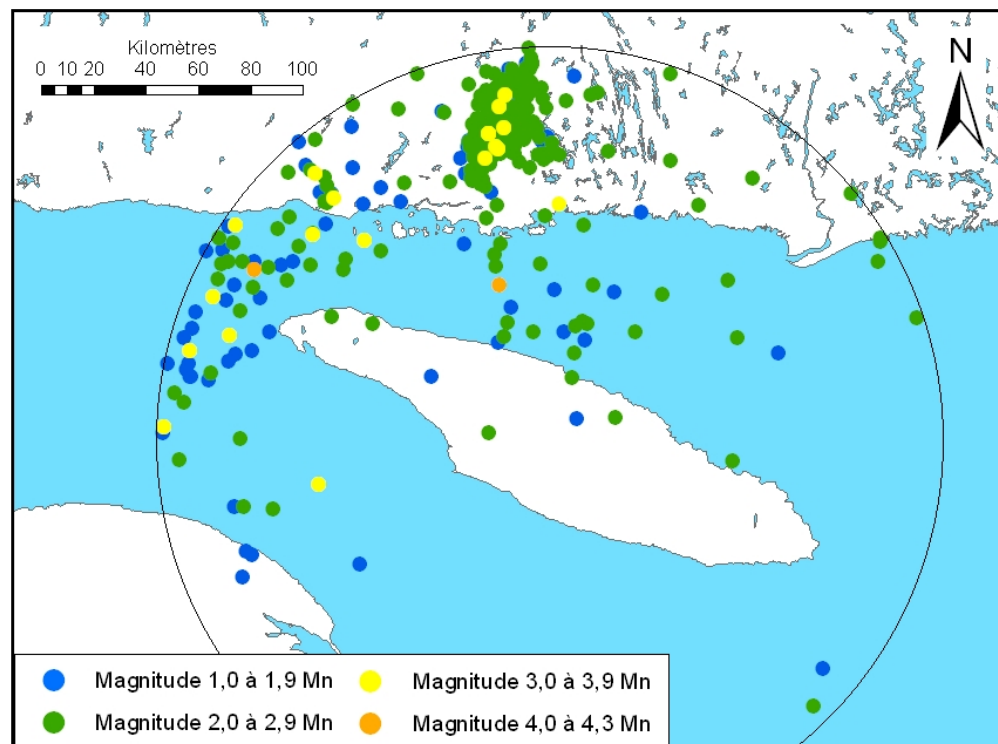 Kilomètres
0 10 20 40 60 80 100
N
Magnitude 1,0 à 1,9 Mn
Magnitude 2,0 à 2,9 Mn
Magnitude 3,0 à 3,9 Mn
Magnitude 4,0 à 4,3 Mn